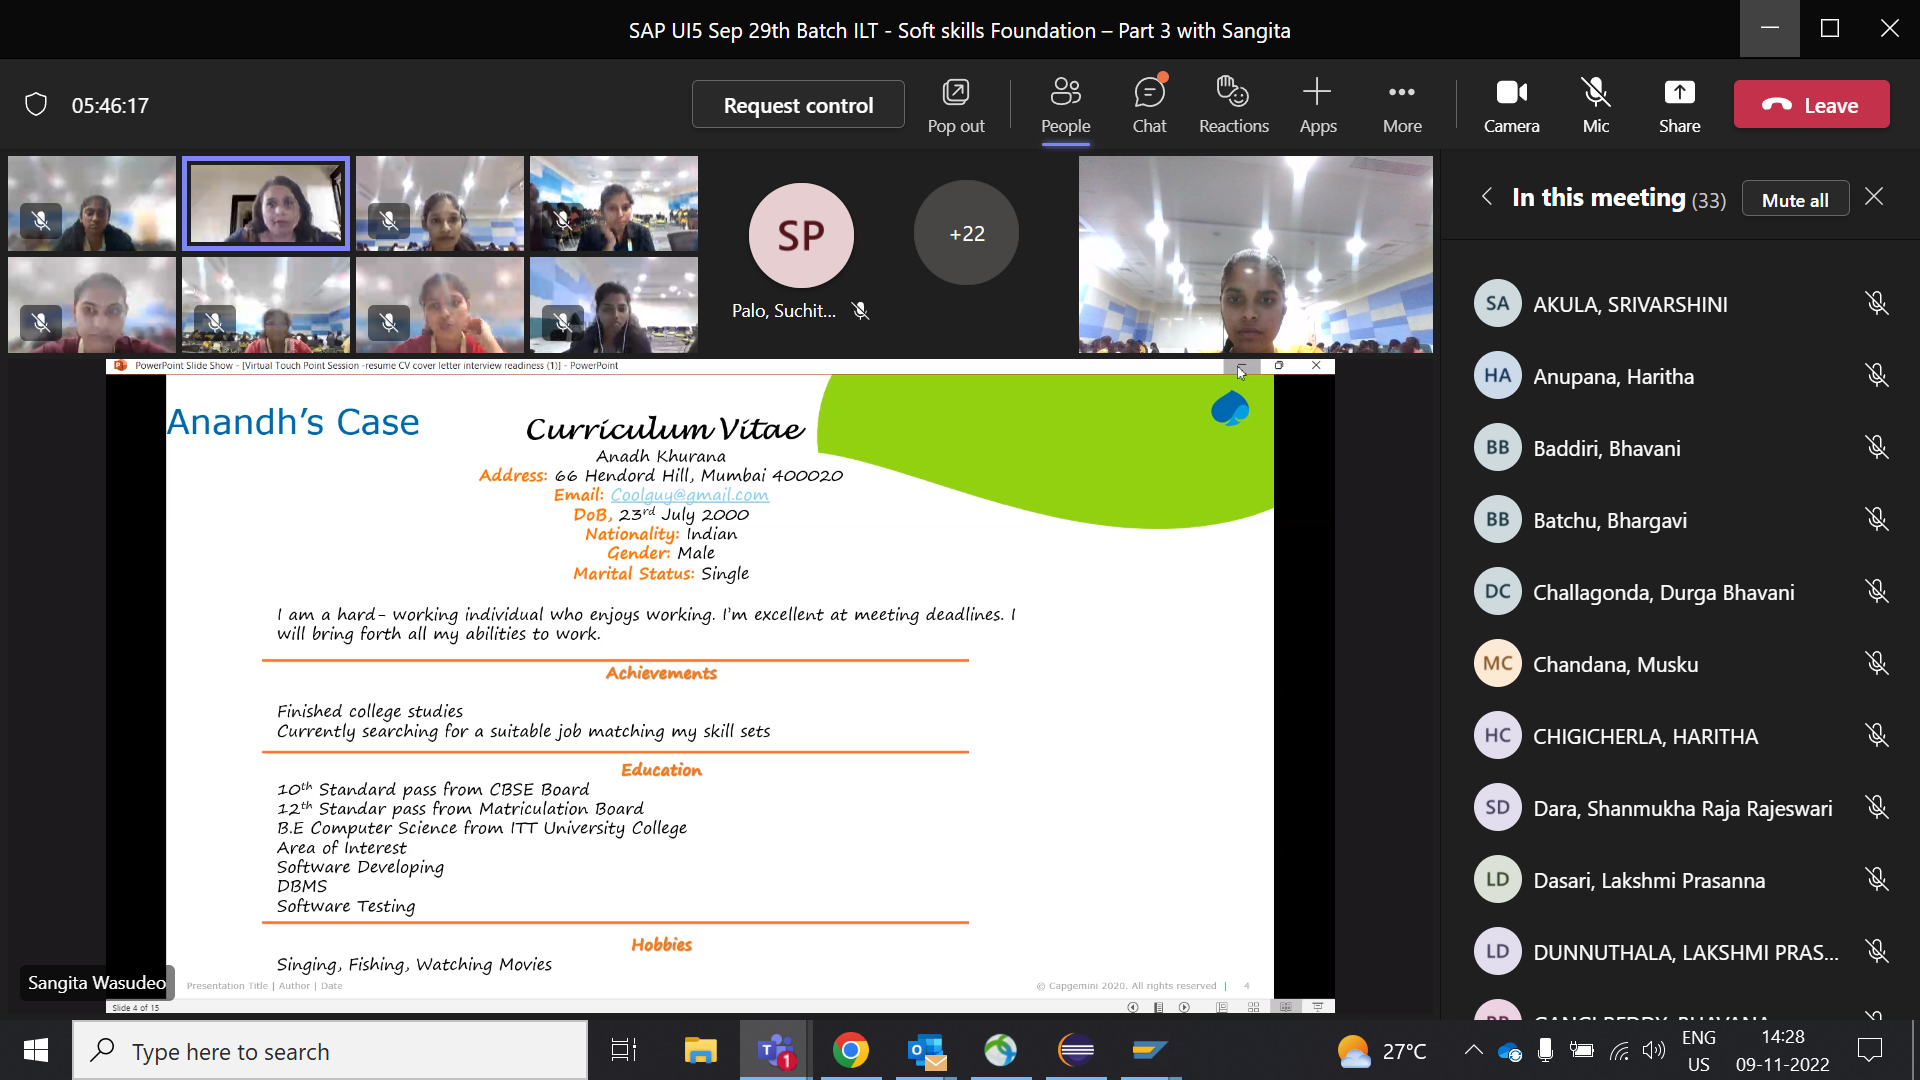 SAP UI5 Sep 29th Batch ILT - Soft skills Foundation – Part 3 with Sangita
05:46:17
Request control
Pop out
People
Chat
Reactions
Apps
More
Camera
Mic
Share
Leave
SP
+22
Palo, Suchit...
In this meeting (33)
Mute all
SA AKULA, SRIVARSHINI
HA Anupana, Haritha
BB Baddiri, Bhavani
BB Batchu, Bhargavi
DC Challagonda, Durga Bhavani
MC Chandana, Musku
HC CHIGICHERLA, HARITHA
SD Dara, Shanmukha Raja Rajeswari
LD Dasari, Lakshmi Prasanna
LD DUNNUTHALA, LAKSHMI PRAS...
PowerPoint Slide Show - [Virtual Touch Point Session -resume CV cover letter interview readiness (1)] - PowerPoint
Anandh's Case
Curriculum Vitae
Anadh Khurana
Address: 66 Hendord Hill, Mumbai 400020
Email: Coolguy@gmail.com
DoB, 23rd July 2000
Nationality: Indian
Gender: Male
Marital Status: Single
I am a hard- working individual who enjoys working. I'm excellent at meeting deadlines. I
will bring forth all my abilities to work.
Achievements
Finished college studies
Currently searching for a suitable job matching my skill sets
Education
10th Standard pass from CBSE Board
12th Standar pass from Matriculation Board
B.E Computer Science from ITT University College
Area of Interest
Software Developing
DBMS
Software Testing
Hobbies
Singing, Fishing, Watching Movies
Sangita Wasudeo
Presentation Title | Author | Date
© Capgemini 2020. All rights reserved | 4
Slide 4 of 15
Type here to search
1
27°C
ENG
US
14:28
09-11-2022